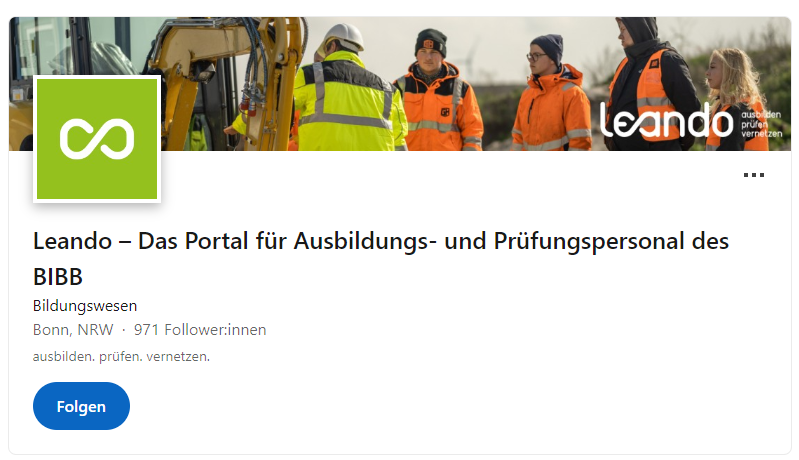 leando
ausbilden
prüfen
vernetzen
Leando – Das Portal für Ausbildungs- und Prüfungspersonal des
BIBB
Bildungswesen
Bonn, NRW · 971 Follower:innen
ausbilden. prüfen. vernetzen.
Folgen